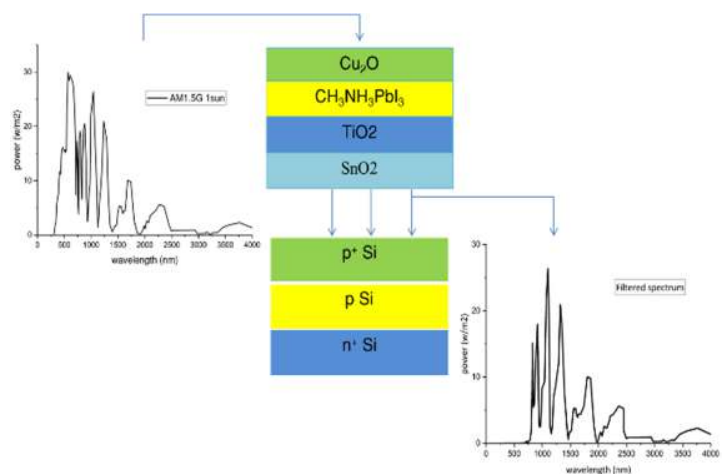 30
20
10
0
power (w/m2)
AM1.5G 1sun
0 500 1000 1500 2000 2500 3000 3500 4000
wavelength (nm)
Cu₂O
CH₃NH₃PbI₃
TiO2
SnO2
p⁺ Si
p Si
n⁺ Si
30
20
10
0
power (w/m2)
Filtered spectrum
0 500 1000 1500 2000 2500 3000 3500 4000
wavelength (nm)